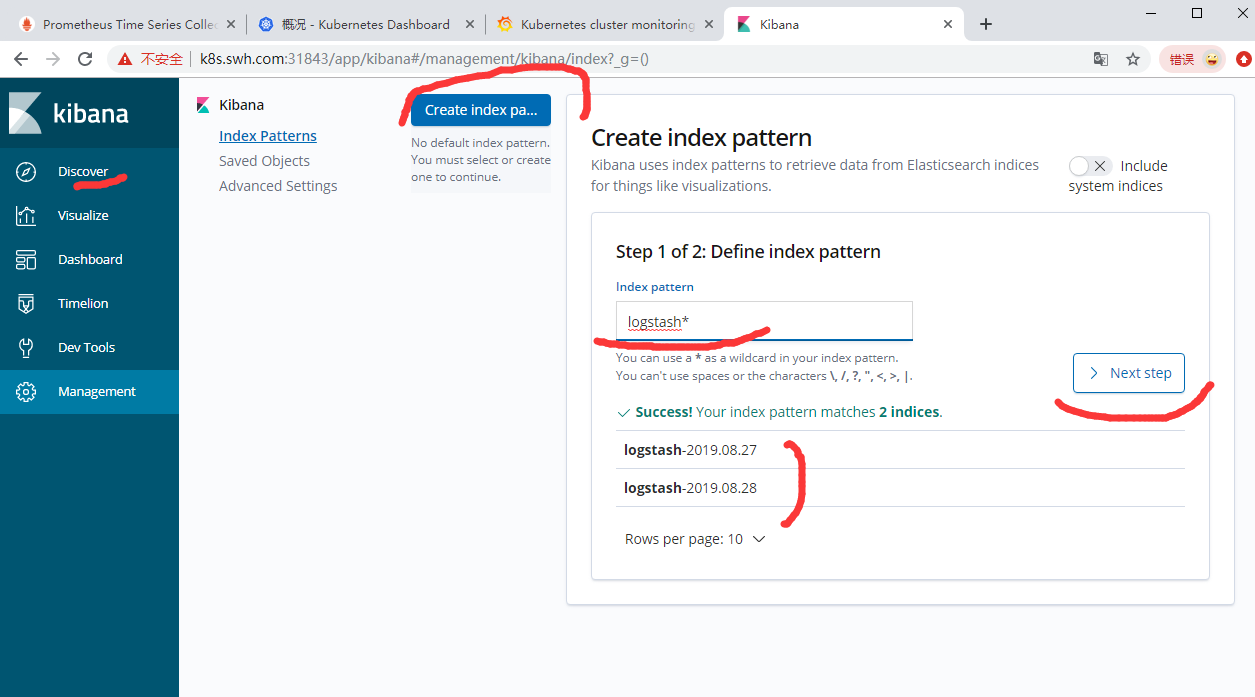 Prometheus Time Series Collec
概况 - Kubernetes Dashboard
Kubernetes cluster monitoring
Kibana
不安全
k8s.swh.com:31843/app/kibana#/management/kibana/index?_g=()
错误
kibana
Discover
Visualize
Dashboard
Timelion
Dev Tools
Management
Kibana
Index Patterns
Saved Objects
Advanced Settings
Create index pa...
No default index pattern.
You must select or create
one to continue.
Create index pattern
Kibana uses index patterns to retrieve data from Elasticsearch indices
for things like visualizations.
Include
system indices
Step 1 of 2: Define index pattern
Index pattern
logstash*
You can use a * as a wildcard in your index pattern.
You can't use spaces or the characters \, /, ?, ", <, >, |.
Next step
Success! Your index pattern matches 2 indices.
logstash-2019.08.27
logstash-2019.08.28
Rows per page: 10